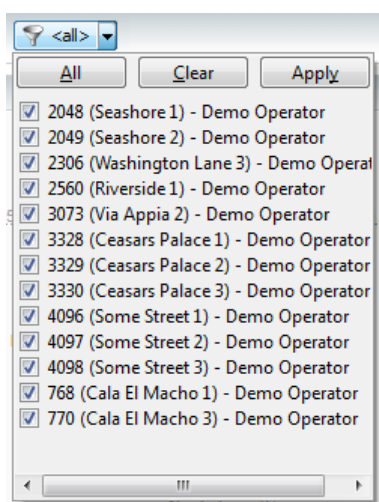 <all>
All Clear Apply
2048 (Seashore 1) - Demo Operator
2049 (Seashore 2) - Demo Operator
2306 (Washington Lane 3) - Demo Operat
2560 (Riverside 1) - Demo Operator
3073 (Via Appia 2) - Demo Operator
3328 (Ceasars Palace 1) - Demo Operator
3329 (Ceasars Palace 2) - Demo Operator
3330 (Ceasars Palace 3) - Demo Operator
4096 (Some Street 1) - Demo Operator
4097 (Some Street 2) - Demo Operator
4098 (Some Street 3) - Demo Operator
768 (Cala El Macho 1) - Demo Operator
770 (Cala El Macho 3) - Demo Operator